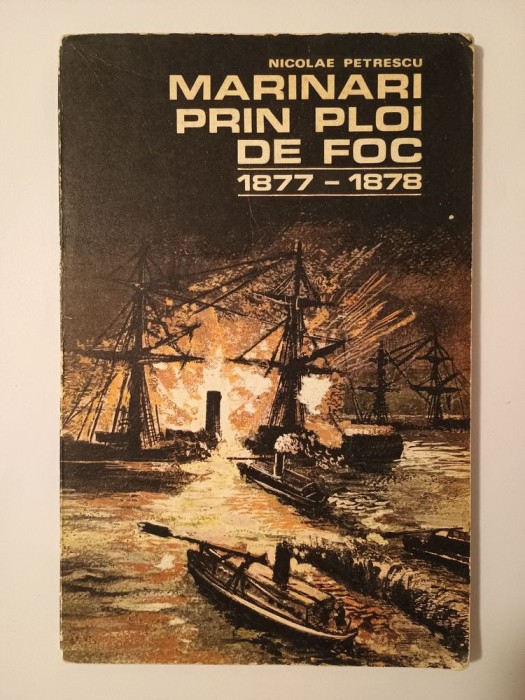 NICOLAE PETRESCU
MARINARI
PRIN PLOI
DE FOC
1877 – 1878